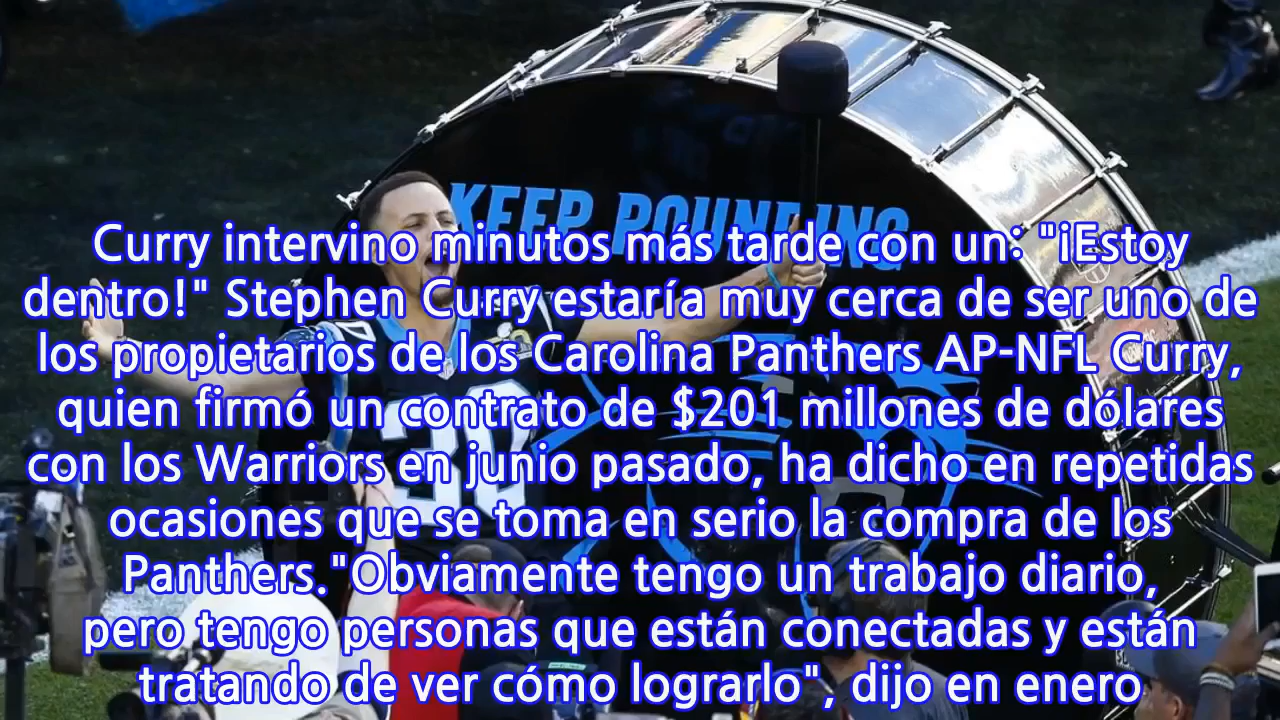 KEEP POUNDING
Curry intervino minutos más tarde con un: "¡Estoy
dentro!" Stephen Curry estaría muy cerca de ser uno de
los propietarios de los Carolina Panthers AP-NFL Curry,
quien firmó un contrato de $201 millones de dólares
con los Warriors en junio pasado, ha dicho en repetidas
ocasiones que se toma en serio la compra de los
Panthers."Obviamente tengo un trabajo diario,
pero tengo personas que están conectadas y están
tratando de ver cómo lograrlo", dijo en enero
30